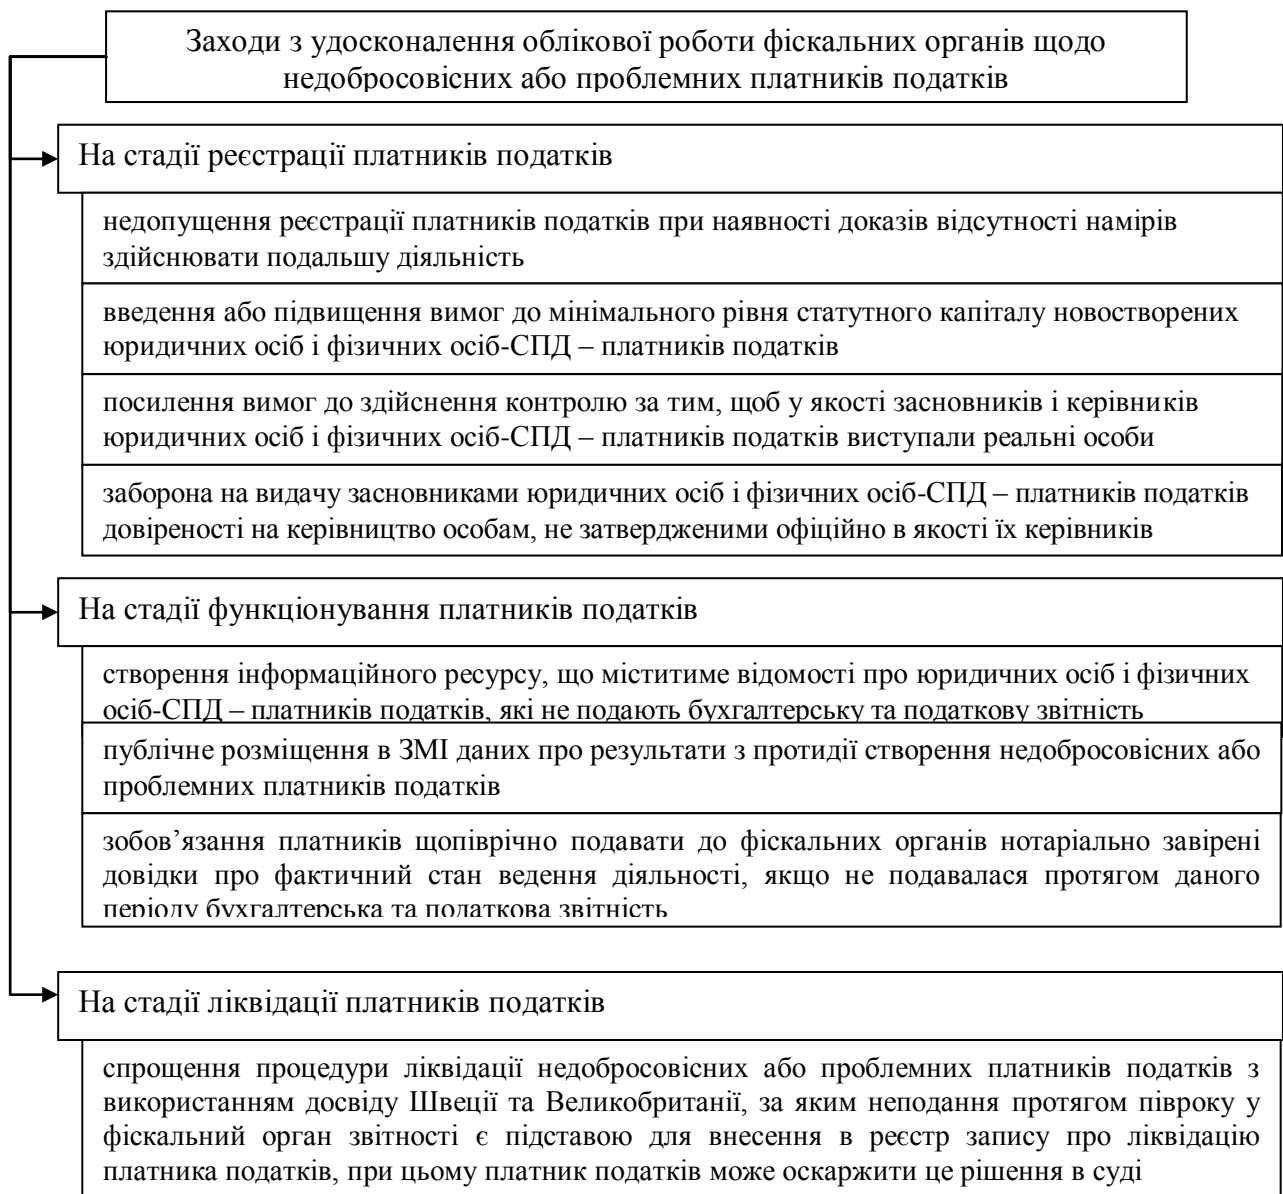 Заходи з удосконалення облікової роботи фіскальних органів щодо
недобросовісних або проблемних платників податків
На стадії реєстрації платників податків
недопущення реєстрації платників податків при наявності доказів відсутності намірів
здійснювати подальшу діяльність
введення або підвищення вимог до мінімального рівня статутного капіталу новостворених
юридичних осіб і фізичних осіб-СПД – платників податків
посилення вимог до здійснення контролю за тим, щоб у якості засновників і керівників
юридичних осіб і фізичних осіб-СПД – платників податків виступали реальні особи
заборона на видачу засновниками юридичних осіб і фізичних осіб-СПД – платників податків
довіреності на керівництво особам, не затвердженими офіційно в якості їх керівників
На стадії функціонування платників податків
створення інформаційного ресурсу, що міститиме відомості про юридичних осіб і фізичних
осіб-СПД – платників податків, які не подають бухгалтерську та податкову звітність
публічне розміщення в ЗМІ даних про результати з протидії створення недобросовісних або
проблемних платників податків
зобов’язання платників щопіврічно подавати до фіскальних органів нотаріально завірені
довідки про фактичний стан ведення діяльності, якщо не подавалася протягом даного
періоду бухгалтерська та податкова звітність
На стадії ліквідації платників податків
спрощення процедури ліквідації недобросовісних або проблемних платників податків з
використанням досвіду Швеції та Великобританії, за яким неподання протягом півроку у
фіскальний орган звітності є підставою для внесення в реєстр запису про ліквідацію
платника податків, при цьому платник податків може оскаржити це рішення в суді